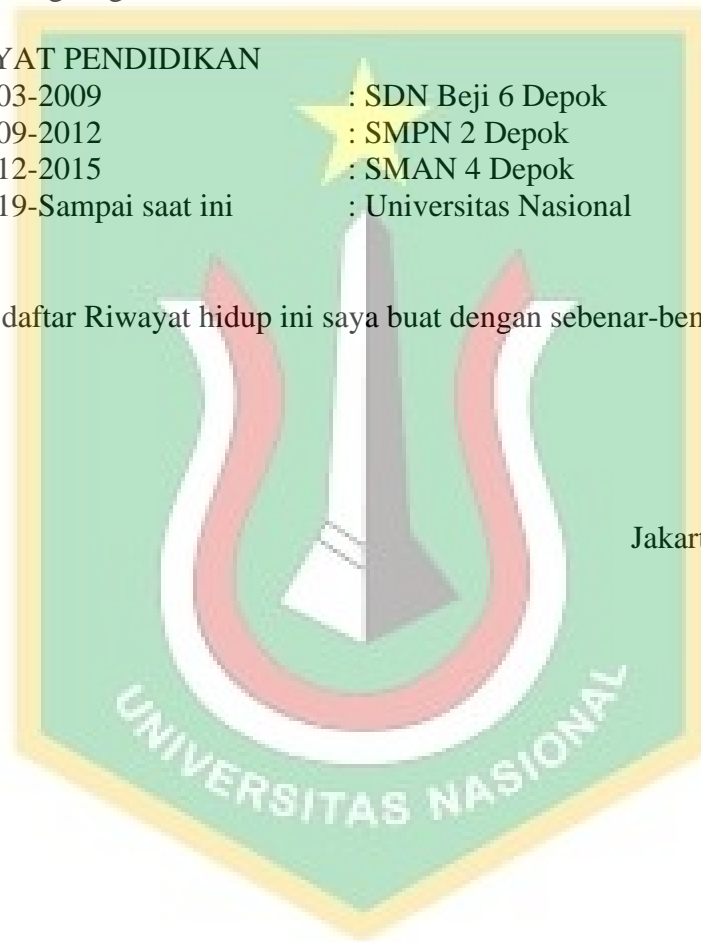 YAT PENDIDIKAN
03-2009 : SDN Beji 6 Depok
09-2012 : SMPN 2 Depok
12-2015 : SMAN 4 Depok
19-Sampai saat ini : Universitas Nasional
daftar Riwayat hidup ini saya buat dengan sebenar-ben
Jakart
UNIVERSITAS NASIONAL